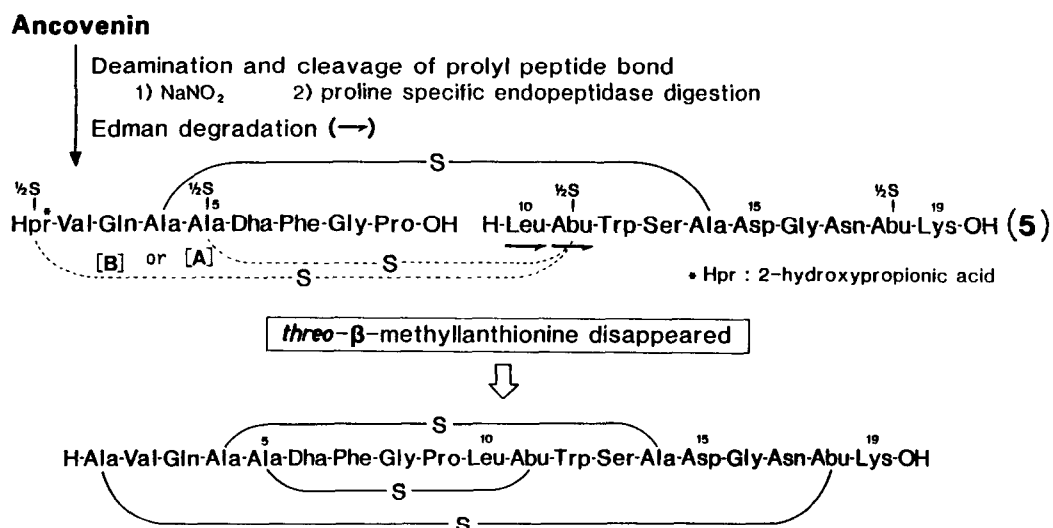 Ancovenin
Deamination and cleavage of prolyl peptide bond
1) NaNO₂ 2) proline specific endopeptidase digestion
Edman degradation (→)
S
½S ½S 5 10 ½S 15 ½S 19
Hpr*-Val-Gln-Ala-Ala-Dha-Phe-Gly-Pro-OH H-Leu-Abu-Trp-Ser-Ala-Asp-Gly-Asn-Abu-Lys-OH (5)
[B] or [A] S
S
* Hpr : 2-hydroxypropionic acid
threo-β-methyllanthionine disappeared
S
5 10 15 19
H-Ala-Val-Gln-Ala-Ala-Dha-Phe-Gly-Pro-Leu-Abu-Trp-Ser-Ala-Asp-Gly-Asn-Abu-Lys-OH
S
S